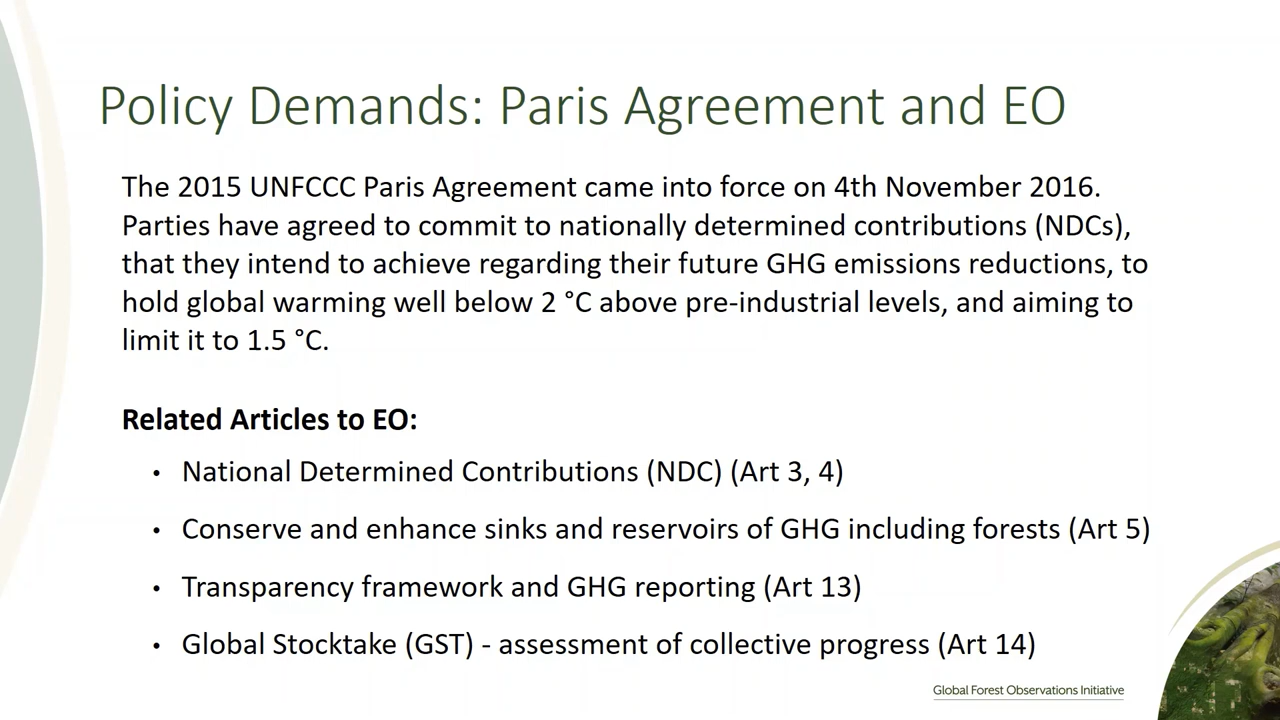 Policy Demands: Paris Agreement and EO
The 2015 UNFCCC Paris Agreement came into force on 4th November 2016.
Parties have agreed to commit to nationally determined contributions (NDCs),
that they intend to achieve regarding their future GHG emissions reductions, to
hold global warming well below 2 °C above pre-industrial levels, and aiming to
limit it to 1.5 °C.
Related Articles to EO:
• National Determined Contributions (NDC) (Art 3, 4)
• Conserve and enhance sinks and reservoirs of GHG including forests (Art 5)
• Transparency framework and GHG reporting (Art 13)
• Global Stocktake (GST) - assessment of collective progress (Art 14)
Global Forest Observations Initiative